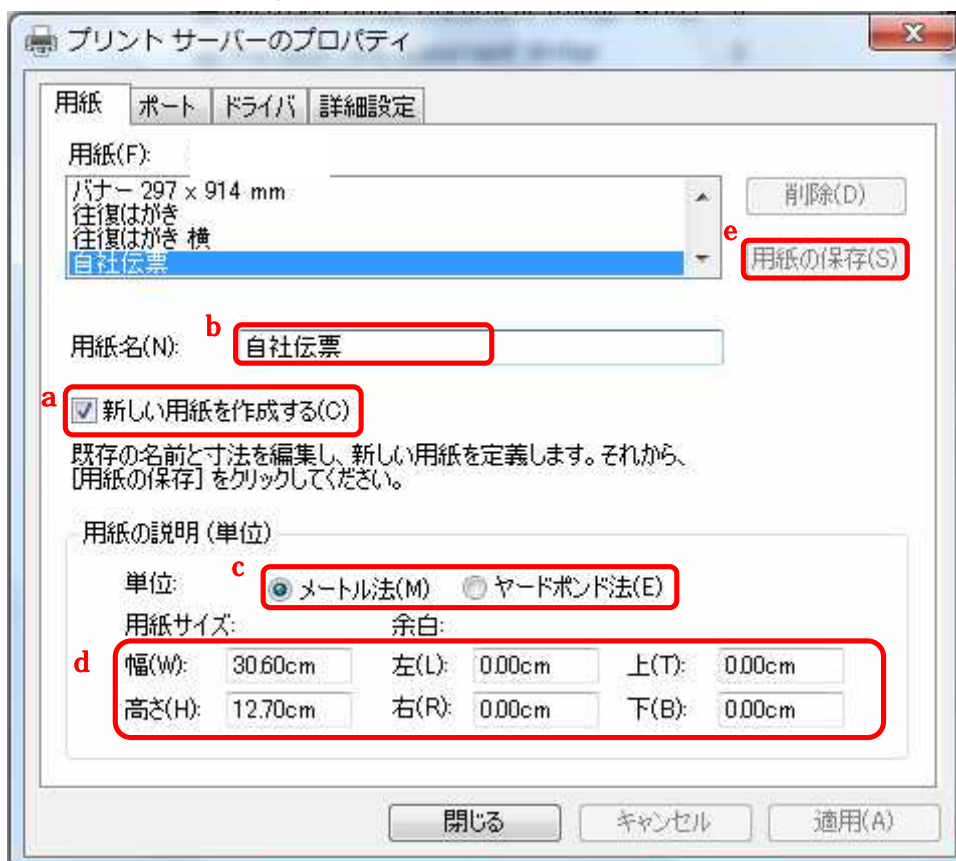 プリント サーバーのプロパティ
用紙 ポート ドライバ 詳細設定
用紙(F):
バナー 297 x 914 mm
往復はがき
往復はがき 横
自社伝票
削除(D)
e
用紙の保存(S)
b
用紙名(N): 自社伝票
a
新しい用紙を作成する(C)
既存の名前と寸法を編集し、新しい用紙を定義します。それから、
[用紙の保存] をクリックしてください。
用紙の説明 (単位)
c
単位: メートル法(M) ヤードポンド法(E)
用紙サイズ: 余白:
d
幅(W): 30.60cm 左(L): 0.00cm 上(T): 0.00cm
高さ(H): 12.70cm 右(R): 0.00cm 下(B): 0.00cm
閉じる キャンセル 適用(A)